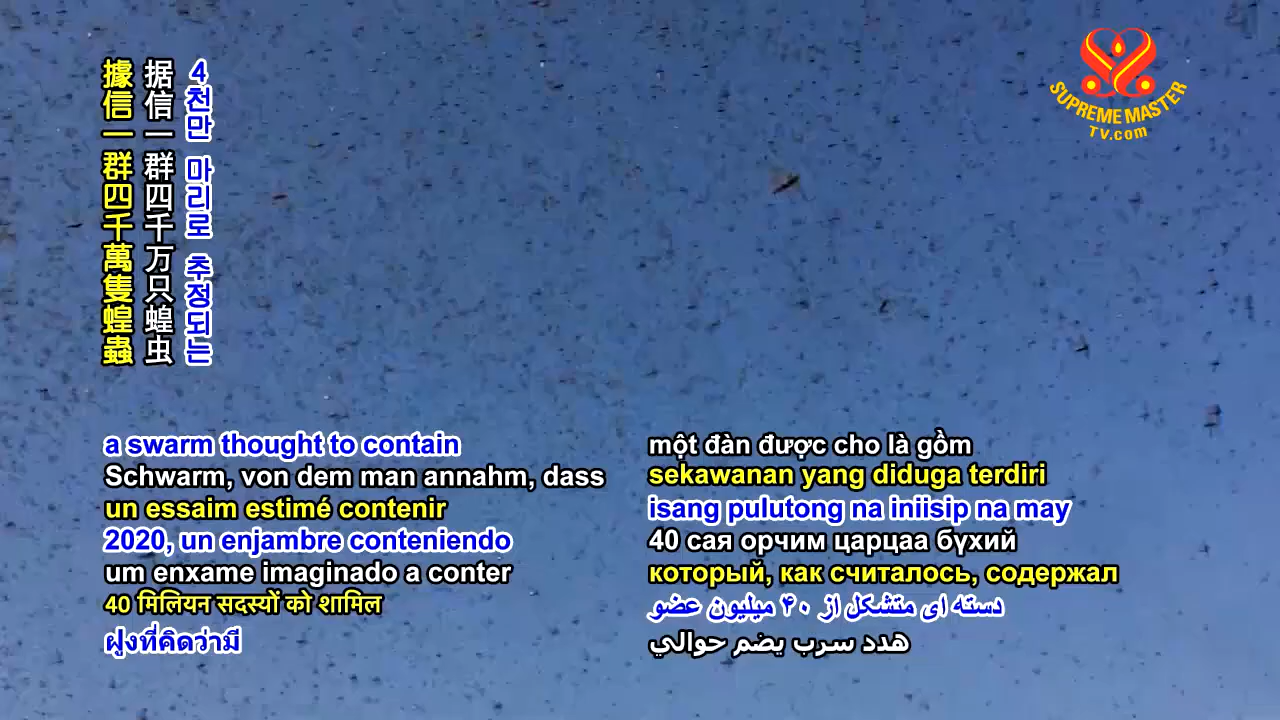 據信一群四千萬隻蝗蟲
据信一群四千万只蝗虫
4천만 마리로 추정되는
SUPREME MASTER
TV.com
a swarm thought to contain
Schwarm, von dem man annahm, dass
un essaim estimé contenir
2020, un enjambre conteniendo
um enxame imaginado a conter
40 मिलियन सदस्यों को शामिल
ฝูงที่คิดว่ามี
một đàn được cho là gồm
sekawanan yang diduga terdiri
isang pulutong na iniisip na may
40 сая орчим царцаа бүхий
который, как считалось, содержал
دسته ای متشکل از ۴۰ میلیون عضو
هدد سرب يضم حوالي